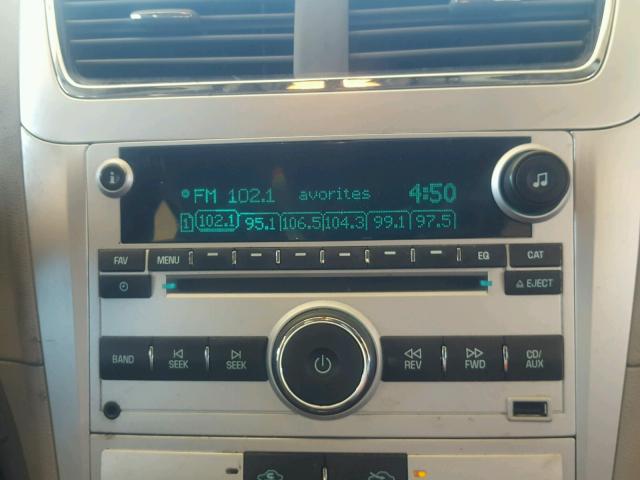 FM 102.1 avorites 4:50
1 102.1 95.1 106.5 104.3 99.1 97.5
FAV MENU EQ CAT
EJECT
BAND SEEK SEEK REV FWD CD/AUX